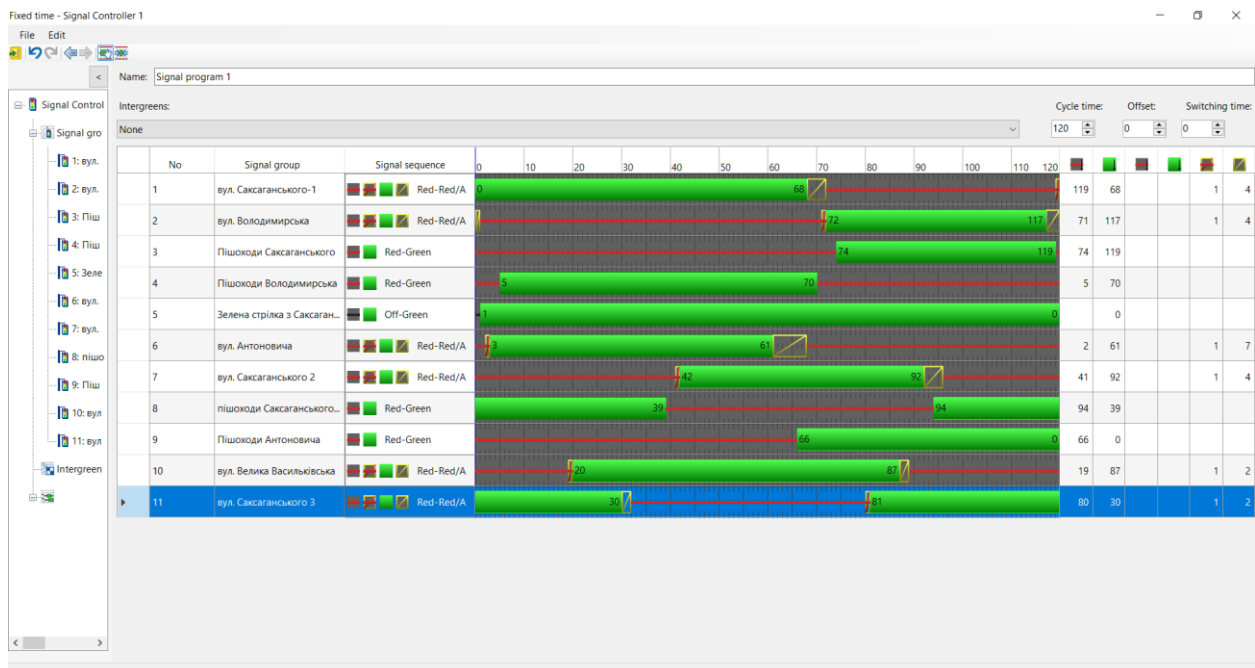 Fixed time - Signal Controller 1
File Edit
Name: Signal program 1
Intergreens: Cycle time: Offset: Switching time:
None 120 0 0
Signal Control
Signal gro
1: вул.
2: вул.
3: Піш
4: Піш
5: Зеле
6: вул.
7: вул.
8: пішо
9: Піш
10: вул
11: вул
Intergreen
No Signal group Signal sequence 0 10 20 30 40 50 60 70 80 90 100 110 120
1 вул. Саксаганського-1 Red-Red/A 0 68 119 68 1 4
2 вул. Володимирська Red-Red/A 72 117 71 117 1 4
3 Пішоходи Саксаганського Red-Green 74 119 74 119
4 Пішоходи Володимирська Red-Green 5 70 5 70
5 Зелена стрілка з Саксаган... Off-Green 1 0 0
6 вул. Антоновича Red-Red/A 3 61 2 61 1 7
7 вул. Саксаганського 2 Red-Red/A 42 92 41 92 1 4
8 пішоходи Саксаганського... Red-Green 39 94 94 39
9 Пішоходи Антоновича Red-Green 66 0 66 0
10 вул. Велика Васильківська Red-Red/A 20 87 19 87 1 2
11 вул. Саксаганського 3 Red-Red/A 30 81 80 30 1 2